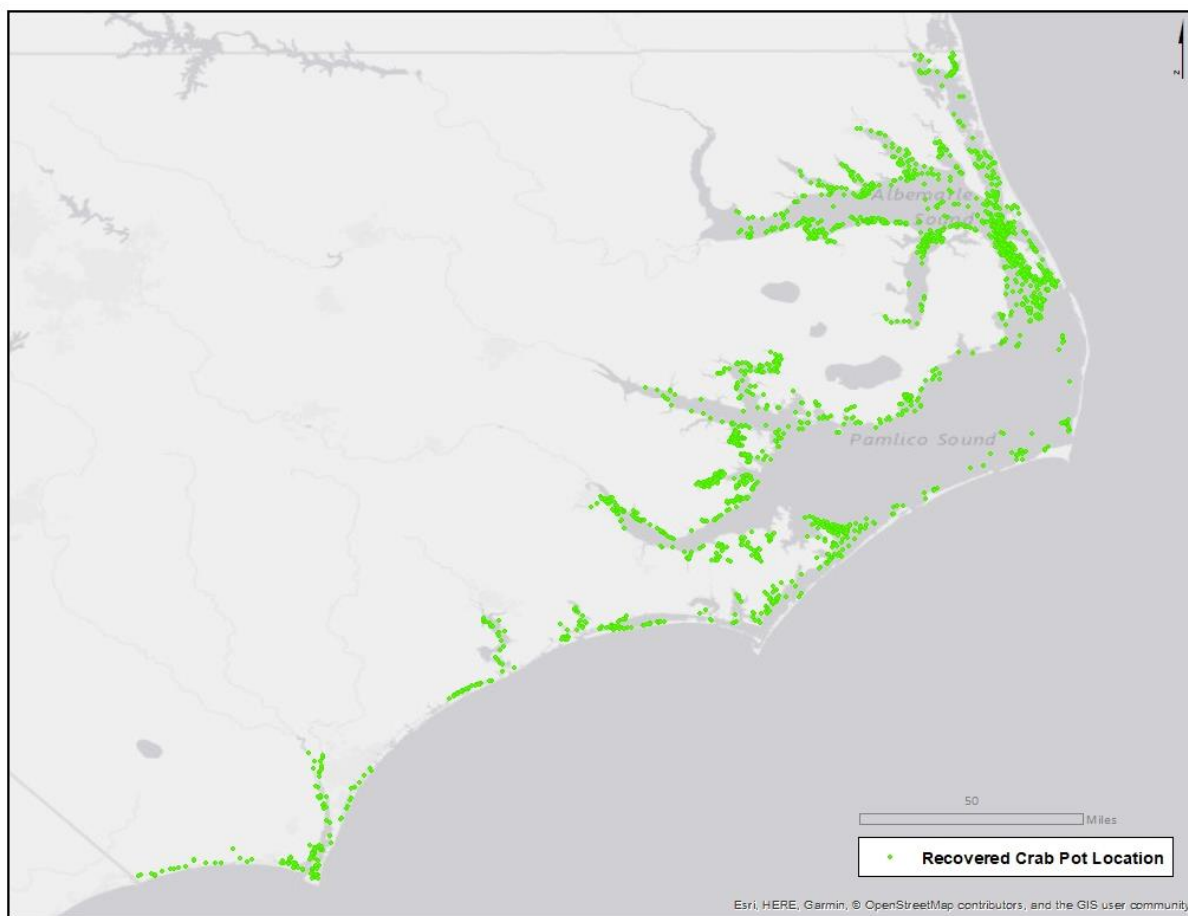 N
Albemarle
Sound
Pamlico Sound
50
Miles
Recovered Crab Pot Location
Esri, HERE, Garmin, © OpenStreetMap contributors, and the GIS user community